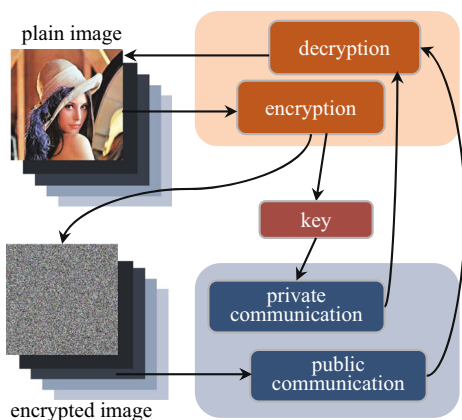 plain image
decryption
encryption
key
private
communication
public
communication
encrypted image